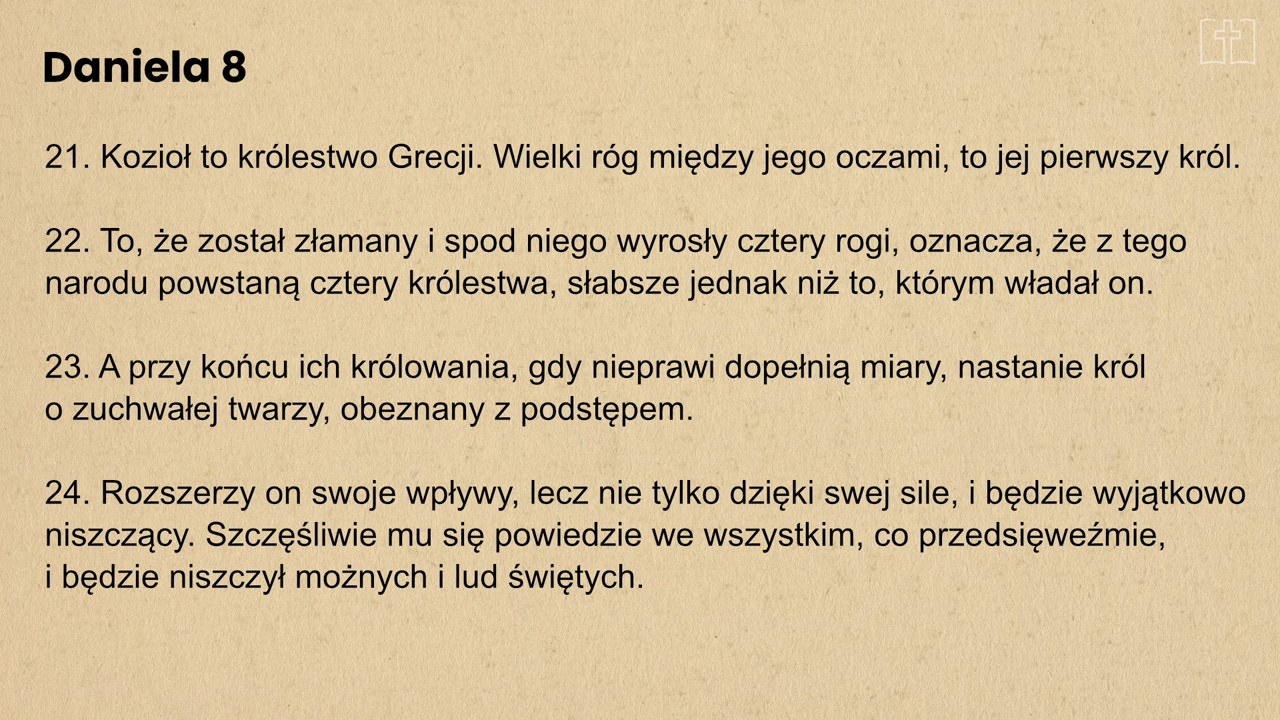 Daniela 8
21. Kozioł to królestwo Grecji. Wielki róg między jego oczami, to jej pierwszy król.
22. To, że został złamany i spod niego wyrosły cztery rogi, oznacza, że z tego
narodu powstaną cztery królestwa, słabsze jednak niż to, którym władał on.
23. A przy końcu ich królowania, gdy nieprawi dopełnią miary, nastanie król
o zuchwałej twarzy, obeznany z podstępem.
24. Rozszerzy on swoje wpływy, lecz nie tylko dzięki swej sile, i będzie wyjątkowo
niszczący. Szczęśliwie mu się powiedzie we wszystkim, co przedsięweźmie,
i będzie niszczył możnych i lud świętych.